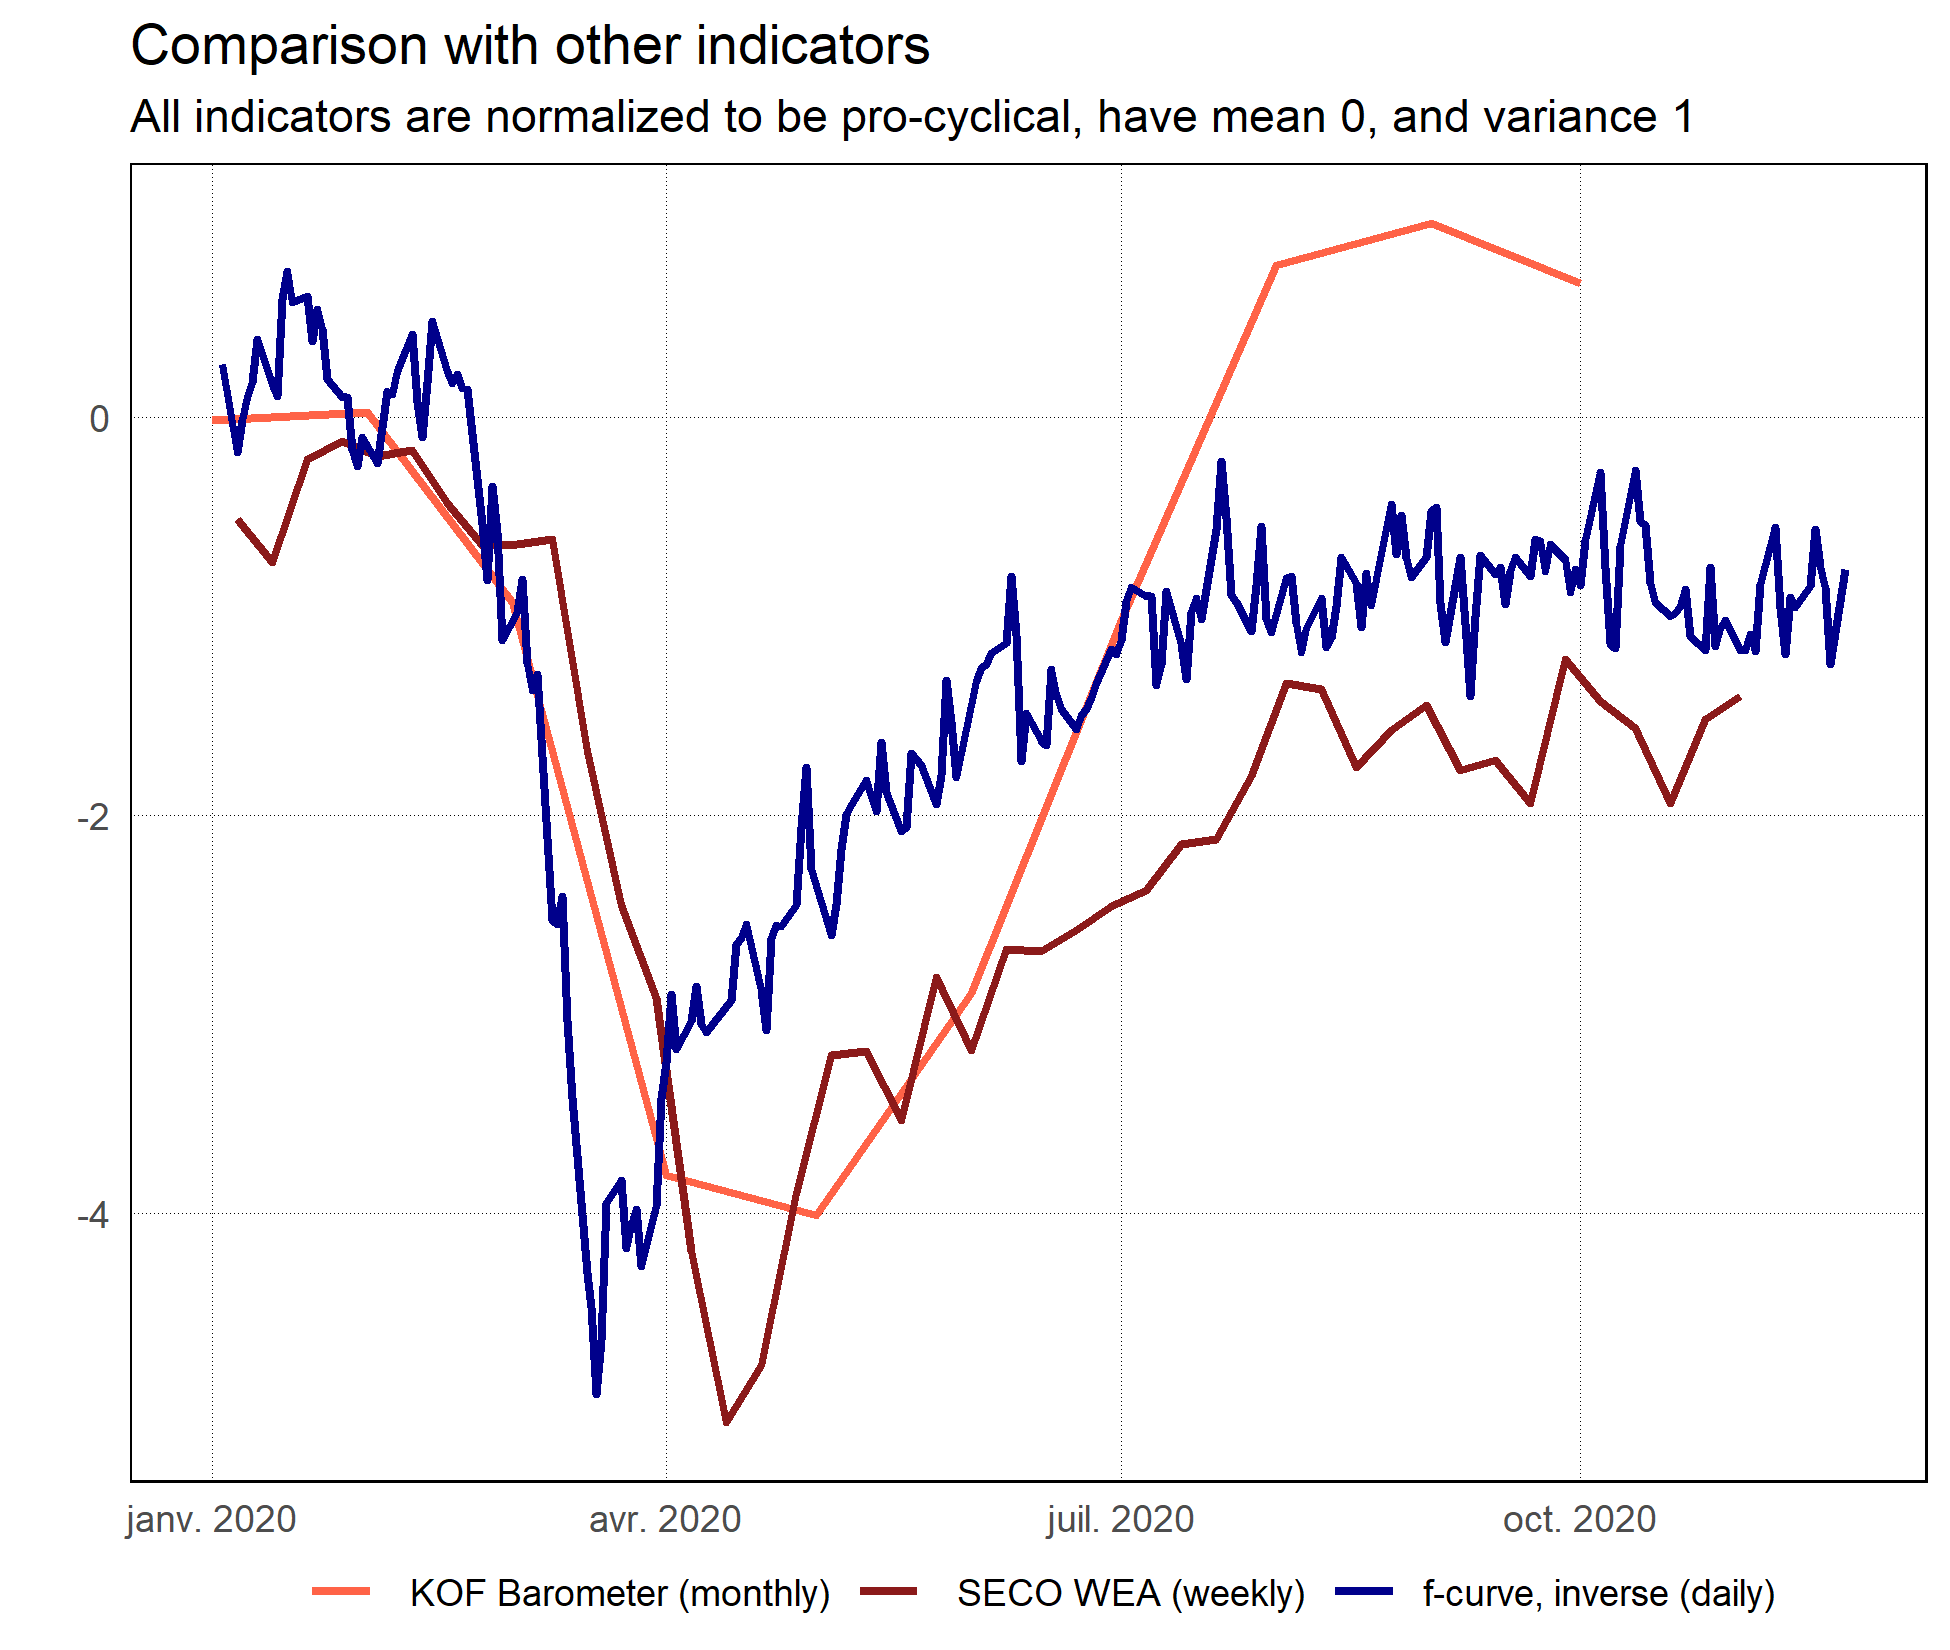 Comparison with other indicators
All indicators are normalized to be pro-cyclical, have mean 0, and variance 1
0
-2
-4
janv. 2020 avr. 2020 juil. 2020 oct. 2020
KOF Barometer (monthly) SECO WEA (weekly) f-curve, inverse (daily)